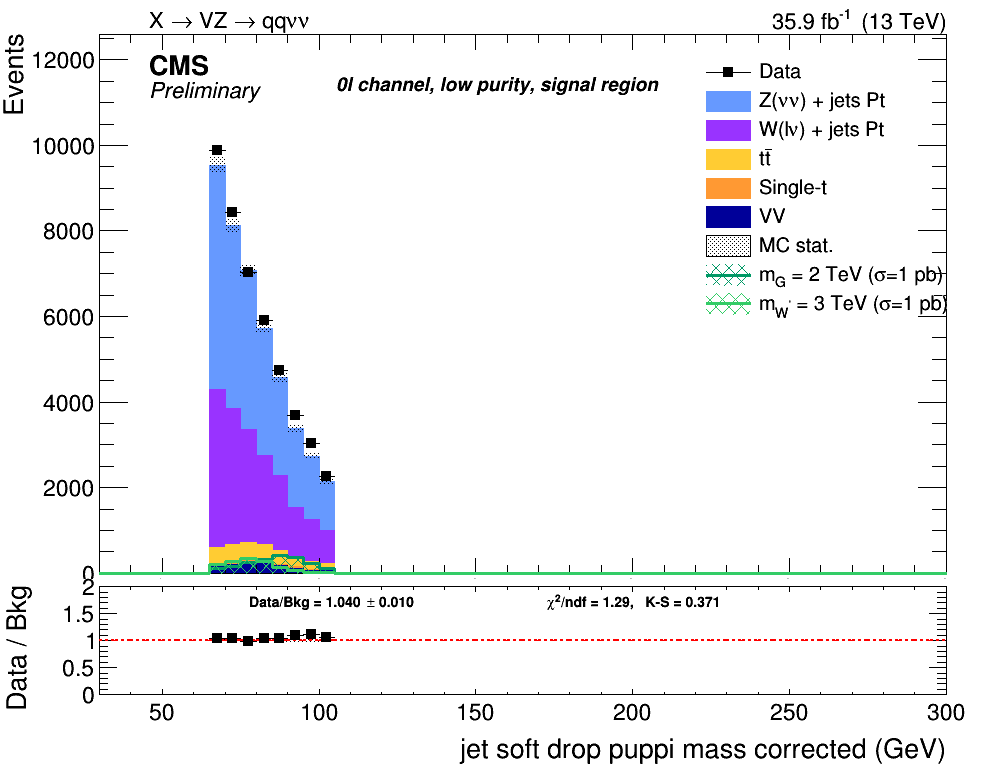 X → VZ → qqνν
35.9 fb⁻¹ (13 TeV)
Events
CMS
Preliminary
0l channel, low purity, signal region
Data
Z(νν) + jets Pt
W(lν) + jets Pt
tt̄
Single-t
VV
MC stat.
m_G = 2 TeV (σ=1 pb)
m_W' = 3 TeV (σ=1 pb)
12000
10000
8000
6000
4000
2000
0
Data / Bkg
Data/Bkg = 1.040 ± 0.010
χ²/ndf = 1.29, K-S = 0.371
2
1.5
1
0.5
0
50 100 150 200 250 300
jet soft drop puppi mass corrected (GeV)